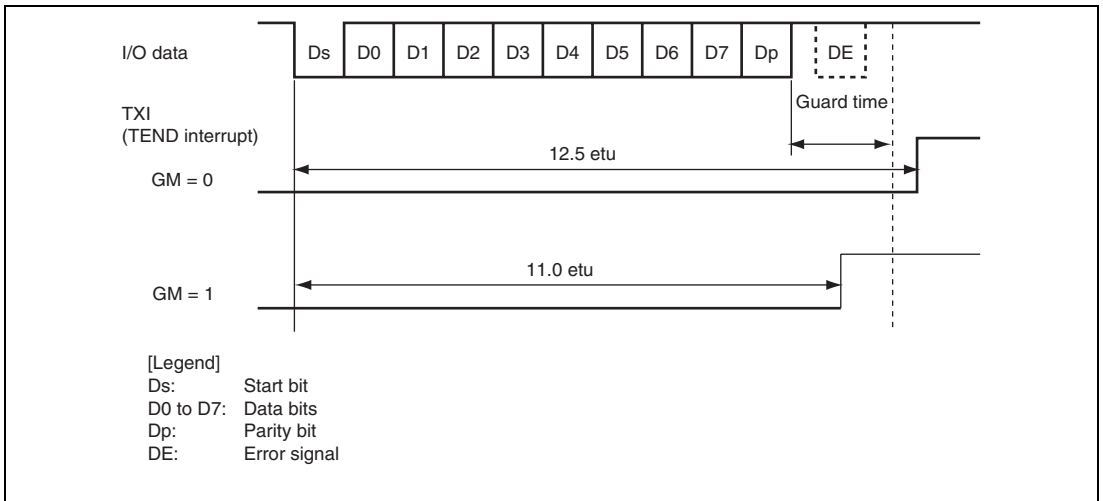 I/O data
Ds D0 D1 D2 D3 D4 D5 D6 D7 Dp DE
Guard time
TXI
(TEND interrupt)
12.5 etu
GM = 0
11.0 etu
GM = 1
[Legend]
Ds: Start bit
D0 to D7: Data bits
Dp: Parity bit
DE: Error signal